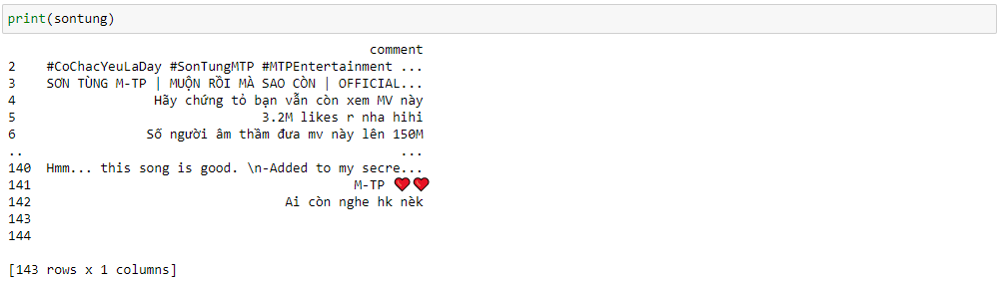 print(sontung)
comment
2 #CoChacYeuLaDay #SonTungMTP #MTPEntertainment ...
3 SƠN TÙNG M-TP | MUỘN RỒI MÀ SAO CÒN | OFFICIAL...
4 Hãy chứng tỏ bạn vẫn còn xem MV này
5 3.2M likes r nha hihi
6 Số người âm thầm đưa mv này lên 150M
.. ...
140 Hmm... this song is good. \n-Added to my secre...
141 M-TP ❤️❤️
142 Ai còn nghe hk nèk
143
144
[143 rows x 1 columns]